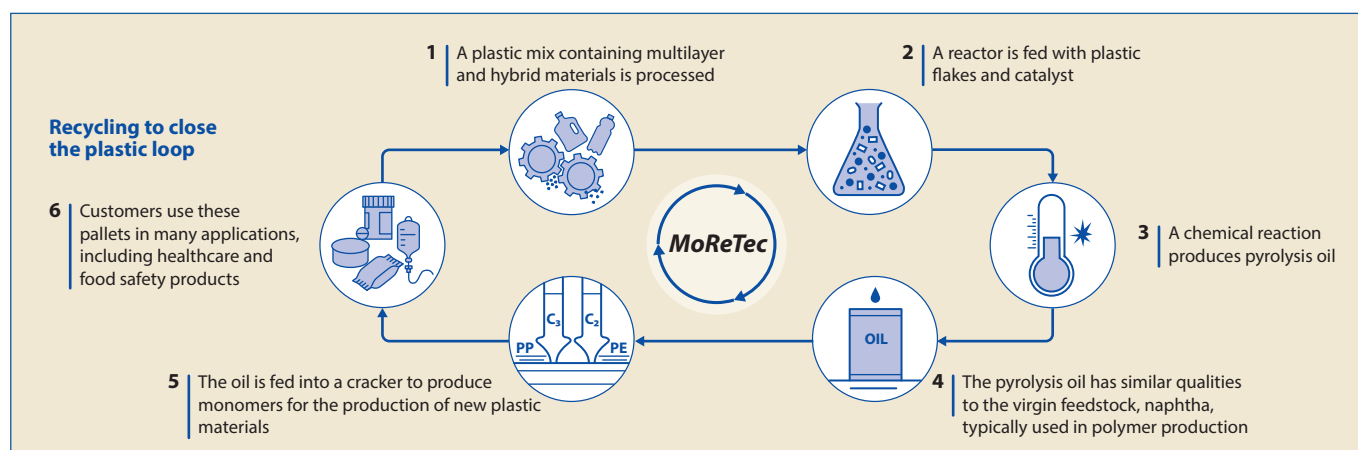 Recycling to close
the plastic loop
1 A plastic mix containing multilayer
and hybrid materials is processed
2 A reactor is fed with plastic
flakes and catalyst
3 A chemical reaction
produces pyrolysis oil
4 The pyrolysis oil has similar qualities
to the virgin feedstock, naphtha,
typically used in polymer production
OIL
5 The oil is fed into a cracker to produce
monomers for the production of new plastic
materials
C3 C2
PP PE
6 Customers use these
pallets in many applications,
including healthcare and
food safety products
MoReTec